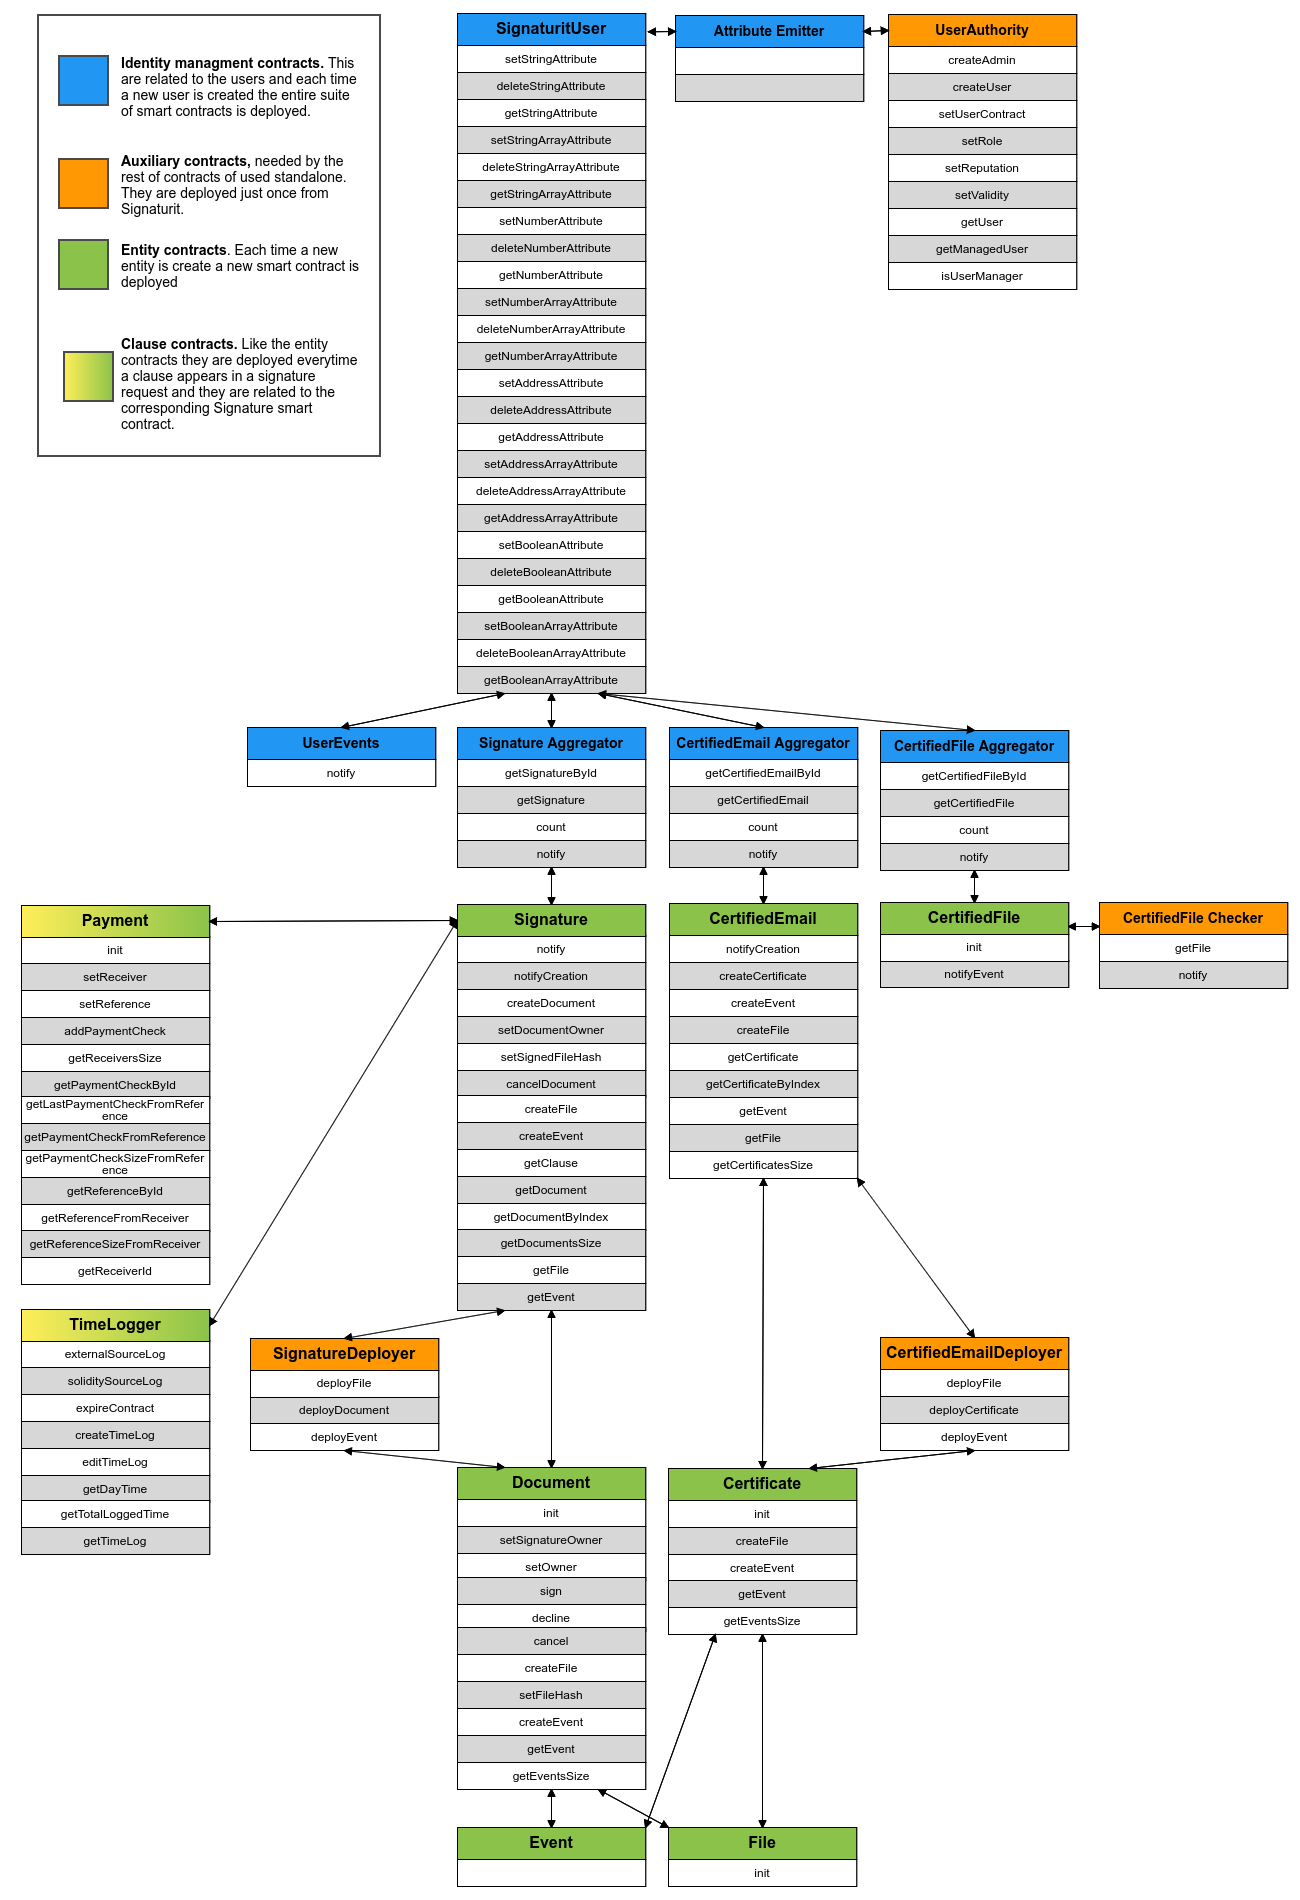 Identity managment contracts. This
are related to the users and each time
a new user is created the entire suite
of smart contracts is deployed.
Auxiliary contracts, needed by the
rest of contracts of used standalone.
They are deployed just once from
Signaturit.
Entity contracts. Each time a new
entity is create a new smart contract is
deployed
Clause contracts. Like the entity
contracts they are deployed everytime
a clause appears in a signature
request and they are related to the
corresponding Signature smart
contract.
SignaturitUser
setStringAttribute
deleteStringAttribute
getStringAttribute
setStringArrayAttribute
deleteStringArrayAttribute
getStringArrayAttribute
setNumberAttribute
deleteNumberAttribute
getNumberAttribute
setNumberArrayAttribute
deleteNumberArrayAttribute
getNumberArrayAttribute
setAddressAttribute
deleteAddressAttribute
getAddressAttribute
setAddressArrayAttribute
deleteAddressArrayAttribute
getAddressArrayAttribute
setBooleanAttribute
deleteBooleanAttribute
getBooleanAttribute
setBooleanArrayAttribute
deleteBooleanArrayAttribute
getBooleanArrayAttribute
Attribute Emitter
UserAuthority
createAdmin
createUser
setUserContract
setRole
setReputation
setValidity
getUser
getManagedUser
isUserManager
UserEvents
notify
Signature Aggregator
getSignatureById
getSignature
count
notify
CertifiedEmail Aggregator
getCertifiedEmailById
getCertifiedEmail
count
notify
CertifiedFile Aggregator
getCertifiedFileById
getCertifiedFile
count
notify
Payment
init
setReceiver
setReference
addPaymentCheck
getReceiversSize
getPaymentCheckById
getLastPaymentCheckFromRefer
ence
getPaymentCheckFromReference
getPaymentCheckSizeFromRefer
ence
getReferenceById
getReferenceFromReceiver
getReferenceSizeFromReceiver
getReceiverId
Signature
notify
notifyCreation
createDocument
setDocumentOwner
setSignedFileHash
cancelDocument
createFile
createEvent
getClause
getDocument
getDocumentByIndex
getDocumentsSize
getFile
getEvent
CertifiedEmail
notifyCreation
createCertificate
createEvent
createFile
getCertificate
getCertificateByIndex
getEvent
getFile
getCertificatesSize
CertifiedFile
init
notifyEvent
CertifiedFile Checker
getFile
notify
TimeLogger
externalSourceLog
soliditySourceLog
expireContract
createTimeLog
editTimeLog
getDayTime
getTotalLoggedTime
getTimeLog
SignatureDeployer
deployFile
deployDocument
deployEvent
CertifiedEmailDeployer
deployFile
deployCertificate
deployEvent
Document
init
setSignatureOwner
setOwner
sign
decline
cancel
createFile
setFileHash
createEvent
getEvent
getEventsSize
Certificate
init
createFile
createEvent
getEvent
getEventsSize
Event
File
init